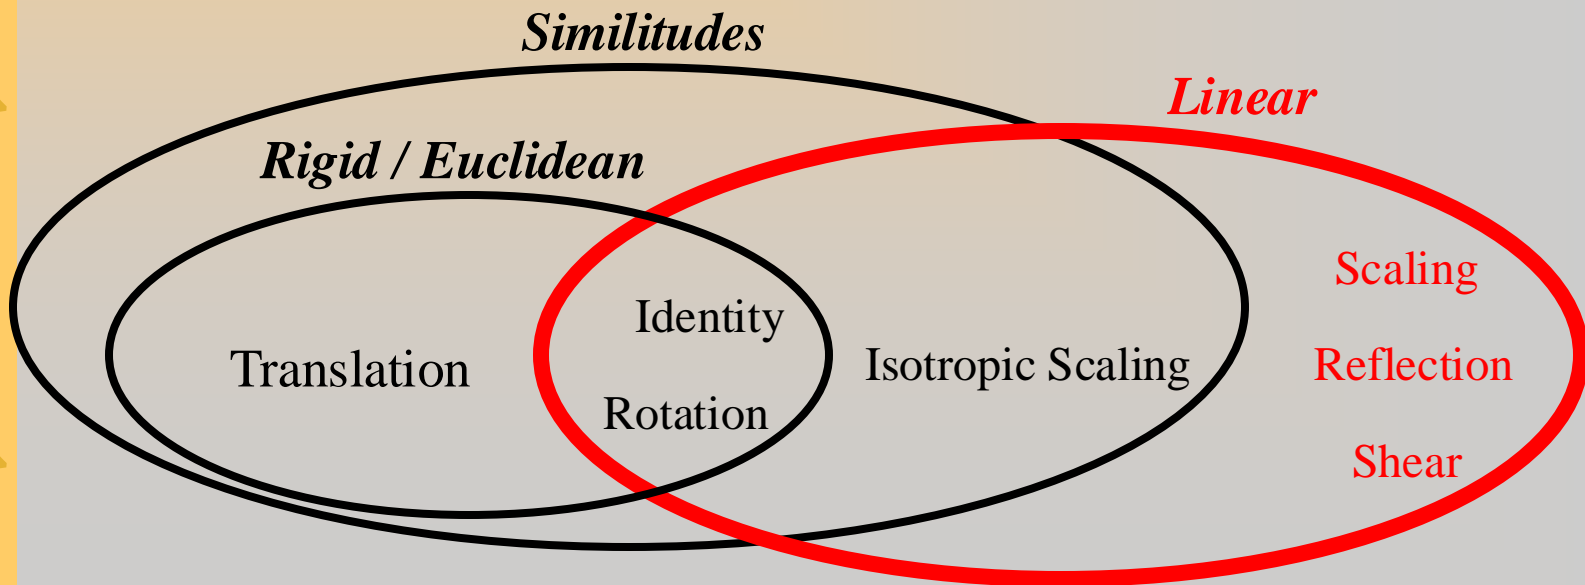 Similitudes
Linear
Rigid / Euclidean
Scaling
Identity
Translation
Isotropic Scaling
Reflection
Rotation
Shear